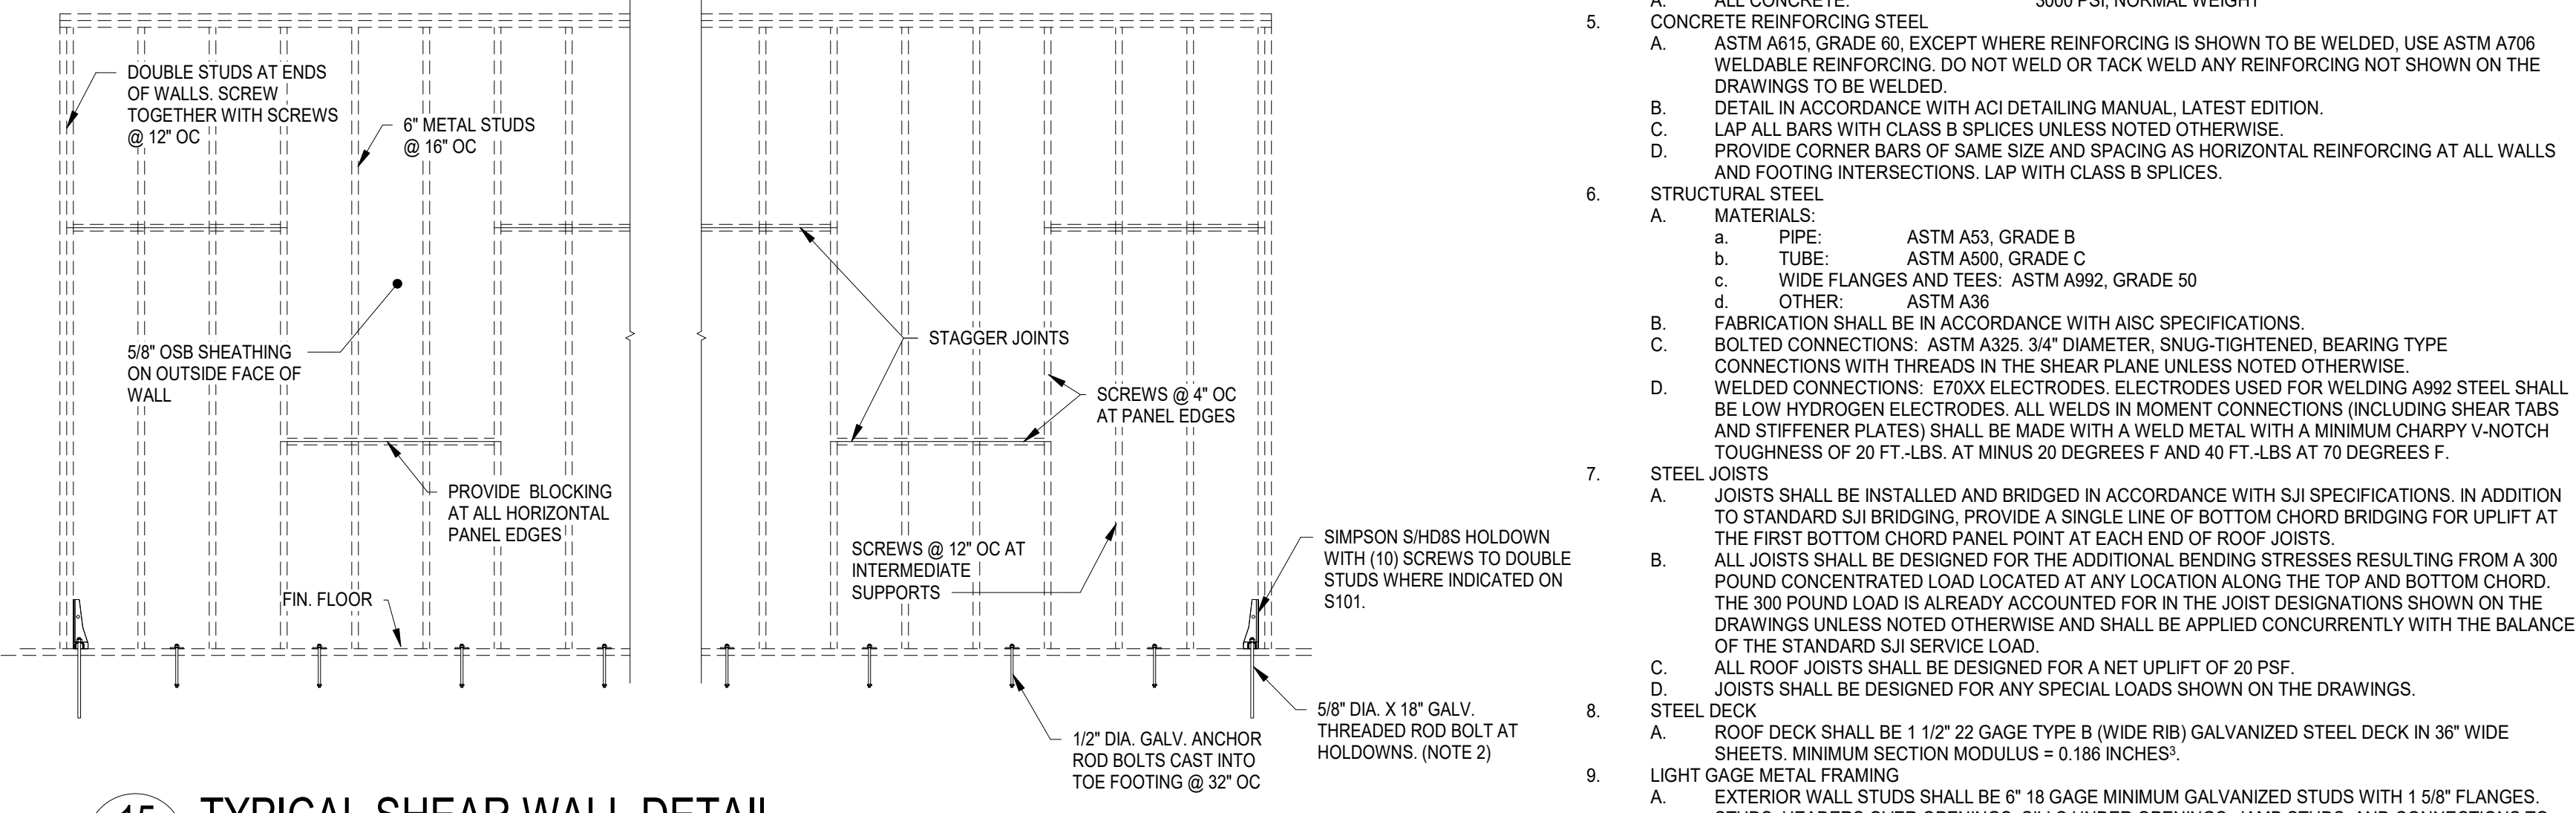 DOUBLE STUDS AT ENDS
OF WALLS. SCREW
TOGETHER WITH SCREWS
@ 12" OC
6" METAL STUDS
@ 16" OC
5/8" OSB SHEATHING
ON OUTSIDE FACE OF
WALL
STAGGER JOINTS
SCREWS @ 4" OC
AT PANEL EDGES
PROVIDE BLOCKING
AT ALL HORIZONTAL
PANEL EDGES
SCREWS @ 12" OC AT
INTERMEDIATE
SUPPORTS
SIMPSON S/HD8S HOLDOWN
WITH (10) SCREWS TO DOUBLE
STUDS WHERE INDICATED ON
S101.
FIN. FLOOR
5/8" DIA. X 18" GALV.
THREADED ROD BOLT AT
HOLDOWNS. (NOTE 2)
1/2" DIA. GALV. ANCHOR
ROD BOLTS CAST INTO
TOE FOOTING @ 32" OC
15 TYPICAL SHEAR WALL DETAIL
A. ALL CONCRETE: 3000 PSI, NORMAL WEIGHT
5. CONCRETE REINFORCING STEEL
A. ASTM A615, GRADE 60, EXCEPT WHERE REINFORCING IS SHOWN TO BE WELDED, USE ASTM A706
WELDABLE REINFORCING. DO NOT WELD OR TACK WELD ANY REINFORCING NOT SHOWN ON THE
DRAWINGS TO BE WELDED.
B. DETAIL IN ACCORDANCE WITH ACI DETAILING MANUAL, LATEST EDITION.
C. LAP ALL BARS WITH CLASS B SPLICES UNLESS NOTED OTHERWISE.
D. PROVIDE CORNER BARS OF SAME SIZE AND SPACING AS HORIZONTAL REINFORCING AT ALL WALLS
AND FOOTING INTERSECTIONS. LAP WITH CLASS B SPLICES.
6. STRUCTURAL STEEL
A. MATERIALS:
a. PIPE: ASTM A53, GRADE B
b. TUBE: ASTM A500, GRADE C
c. WIDE FLANGES AND TEES: ASTM A992, GRADE 50
d. OTHER: ASTM A36
B. FABRICATION SHALL BE IN ACCORDANCE WITH AISC SPECIFICATIONS.
C. BOLTED CONNECTIONS: ASTM A325. 3/4" DIAMETER, SNUG-TIGHTENED, BEARING TYPE
CONNECTIONS WITH THREADS IN THE SHEAR PLANE UNLESS NOTED OTHERWISE.
D. WELDED CONNECTIONS: E70XX ELECTRODES. ELECTRODES USED FOR WELDING A992 STEEL SHALL
BE LOW HYDROGEN ELECTRODES. ALL WELDS IN MOMENT CONNECTIONS (INCLUDING SHEAR TABS
AND STIFFENER PLATES) SHALL BE MADE WITH A WELD METAL WITH A MINIMUM CHARPY V-NOTCH
TOUGHNESS OF 20 FT.-LBS. AT MINUS 20 DEGREES F AND 40 FT.-LBS AT 70 DEGREES F.
7. STEEL JOISTS
A. JOISTS SHALL BE INSTALLED AND BRIDGED IN ACCORDANCE WITH SJI SPECIFICATIONS. IN ADDITION
TO STANDARD SJI BRIDGING, PROVIDE A SINGLE LINE OF BOTTOM CHORD BRIDGING FOR UPLIFT AT
THE FIRST BOTTOM CHORD PANEL POINT AT EACH END OF ROOF JOISTS.
B. ALL JOISTS SHALL BE DESIGNED FOR THE ADDITIONAL BENDING STRESSES RESULTING FROM A 300
POUND CONCENTRATED LOAD LOCATED AT ANY LOCATION ALONG THE TOP AND BOTTOM CHORD.
THE 300 POUND LOAD IS ALREADY ACCOUNTED FOR IN THE JOIST DESIGNATIONS SHOWN ON THE
DRAWINGS UNLESS NOTED OTHERWISE AND SHALL BE APPLIED CONCURRENTLY WITH THE BALANCE
OF THE STANDARD SJI SERVICE LOAD.
C. ALL ROOF JOISTS SHALL BE DESIGNED FOR A NET UPLIFT OF 20 PSF.
D. JOISTS SHALL BE DESIGNED FOR ANY SPECIAL LOADS SHOWN ON THE DRAWINGS.
8. STEEL DECK
A. ROOF DECK SHALL BE 1 1/2" 22 GAGE TYPE B (WIDE RIB) GALVANIZED STEEL DECK IN 36" WIDE
SHEETS. MINIMUM SECTION MODULUS = 0.186 INCHES³.
9. LIGHT GAGE METAL FRAMING
A. EXTERIOR WALL STUDS SHALL BE 6" 18 GAGE MINIMUM GALVANIZED STUDS WITH 1 5/8" FLANGES.
STUDS, HEADERS OVER OPENINGS, SILLS UNDER OPENINGS, JAMB STUDS, AND CONNECTIONS TO